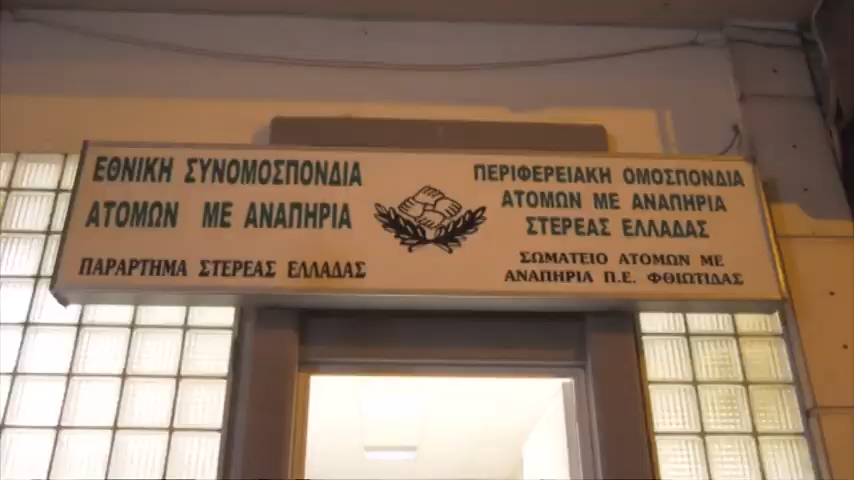 ΕΘΝΙΚΗ ΣΥΝΟΜΟΣΠΟΝΔΙΑ
ΑΤΟΜΩΝ ΜΕ ΑΝΑΠΗΡΙΑ
ΠΑΡΑΡΤΗΜΑ ΣΤΕΡΕΑΣ ΕΛΛΑΔΑΣ
ΠΕΡΙΦΕΡΕΙΑΚΗ ΟΜΟΣΠΟΝΔΙΑ
ΑΤΟΜΩΝ ΜΕ ΑΝΑΠΗΡΙΑ
ΣΤΕΡΕΑΣ ΕΛΛΑΔΑΣ
ΣΩΜΑΤΕΙΟ ΑΤΟΜΩΝ ΜΕ
ΑΝΑΠΗΡΙΑ Π.Ε. ΦΘΙΩΤΙΔΑΣ